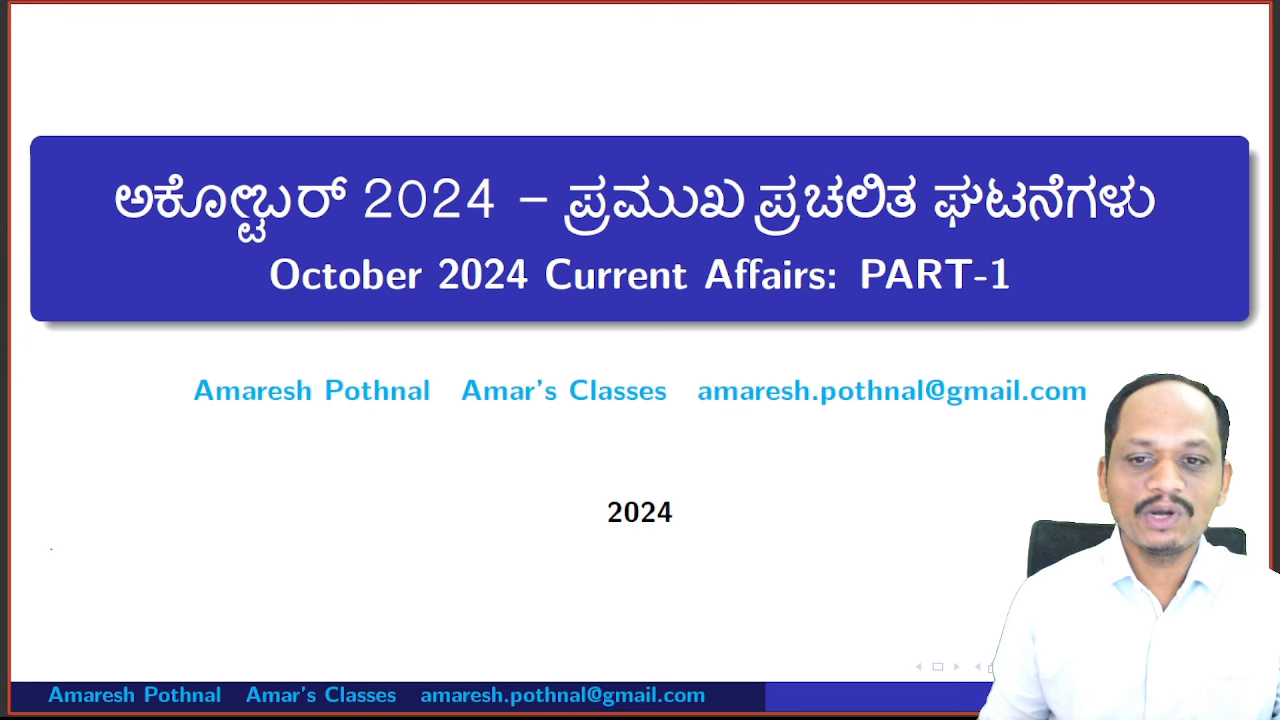 ಅಕ್ಟೋಬರ್ 2024 – ಪ್ರಮುಖ ಪ್ರಚಲಿತ ಘಟನೆಗಳು
October 2024 Current Affairs: PART-1
Amaresh Pothnal Amar's Classes amaresh.pothnal@gmail.com
2024
Amaresh Pothnal Amar's Classes amaresh.pothnal@gmail.com